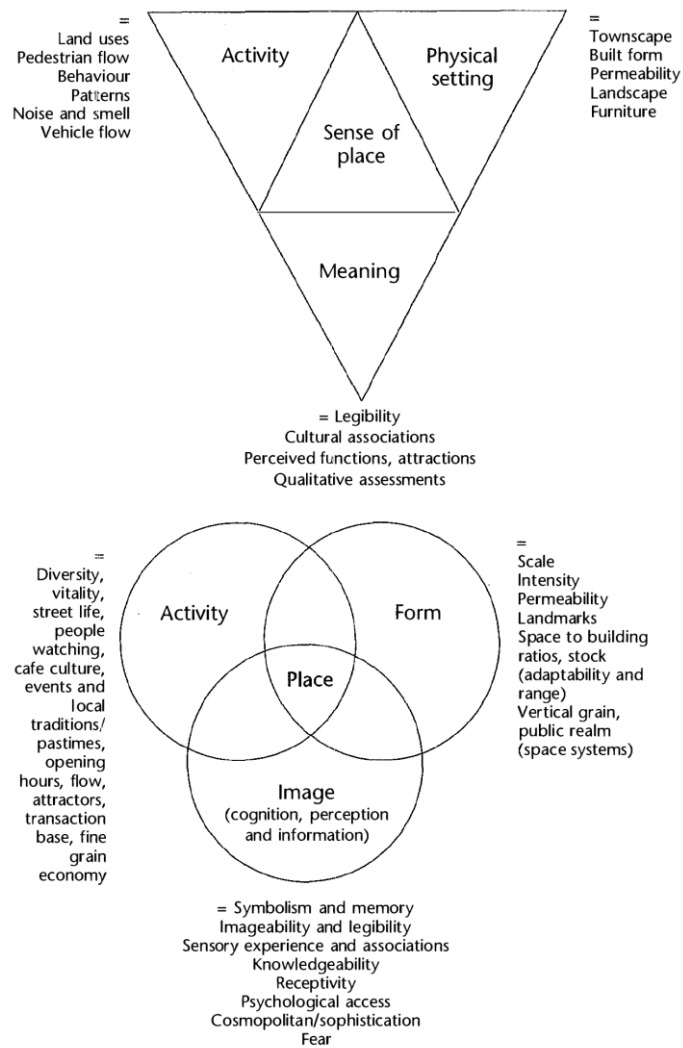 =
Land uses
Pedestrian flow
Behaviour
Patterns
Noise and smell
Vehicle flow
Activity
Physical
setting
Sense of
place
Meaning
=
Townscape
Built form
Permeability
Landscape
Furniture
= Legibility
Cultural associations
Perceived functions, attractions
Qualitative assessments
=
Diversity,
vitality,
street life,
people
watching,
cafe culture,
events and
local
traditions/
pastimes,
opening
hours, flow,
attractors,
transaction
base, fine
grain
economy
Activity
Form
Place
Image
(cognition, perception
and information)
=
Scale
Intensity
Permeability
Landmarks
Space to building
ratios, stock
(adaptability and
range)
Vertical grain,
public realm
(space systems)
= Symbolism and memory
Imageability and legibility
Sensory experience and associations
Knowledgeability
Receptivity
Psychological access
Cosmopolitan/sophistication
Fear